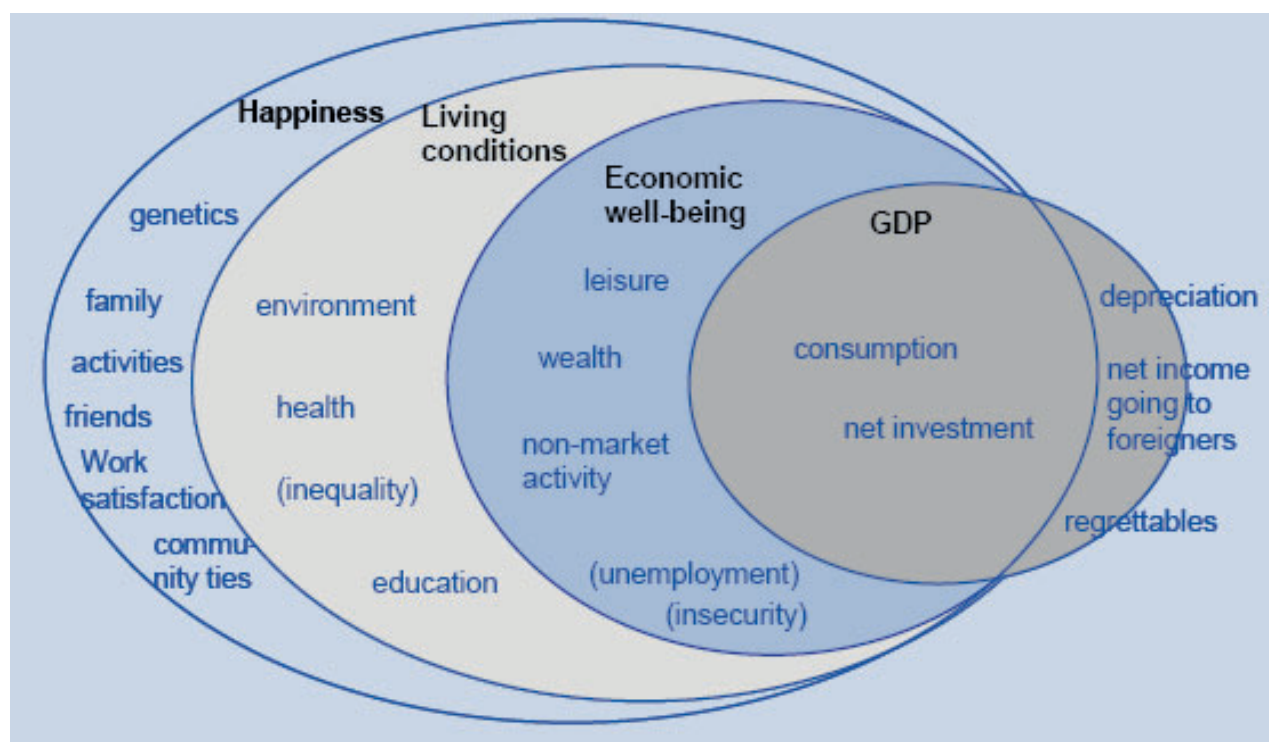 Happiness
Living
conditions
Economic
well-being
GDP
genetics
family
activities
friends
Work
satisfaction
commu-
nity ties
environment
health
(inequality)
education
leisure
wealth
non-market
activity
(unemployment)
(insecurity)
consumption
net investment
depreciation
net income
going to
foreigners
regrettables